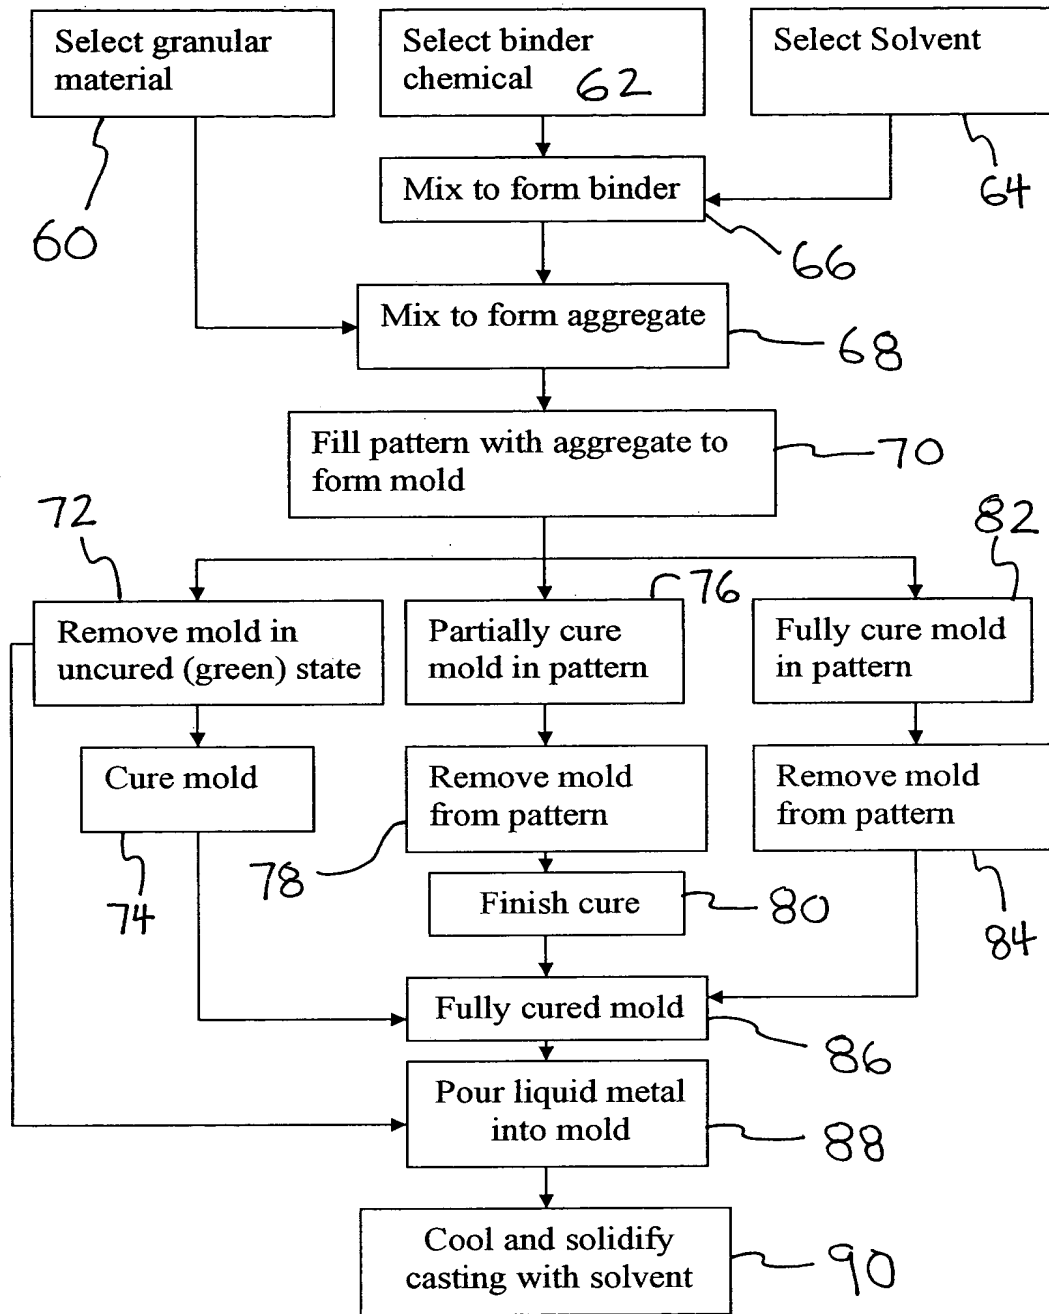 Select granular
material
Select binder
chemical 62
Select Solvent
60
64
Mix to form binder
66
Mix to form aggregate
68
Fill pattern with aggregate to
form mold
70
72
82
76
Remove mold in
uncured (green) state
Partially cure
mold in pattern
Fully cure mold
in pattern
Cure mold
Remove mold
from pattern
Remove mold
from pattern
74
78
Finish cure
80
84
Fully cured mold
86
Pour liquid metal
into mold
88
Cool and solidify
casting with solvent
90